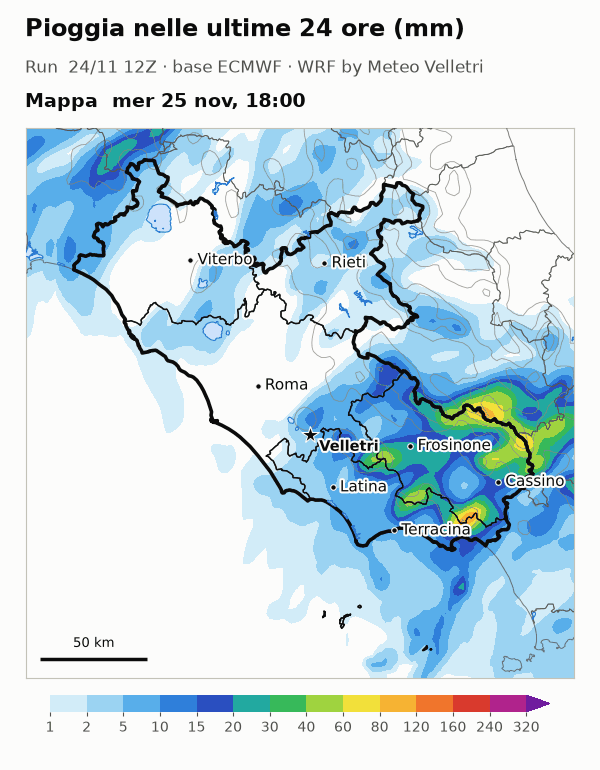 Pioggia nelle ultime 24 ore (mm)
Run  24/11 12Z · base ECMWF · WRF by Meteo Velletri
Mappa  mer 25 nov, 18:00
Viterbo
Rieti
Roma
Velletri
Frosinone
Latina
Cassino
Terracina
50 km
1 2 5 10 15 20 30 40 60 80 120 160 240 320